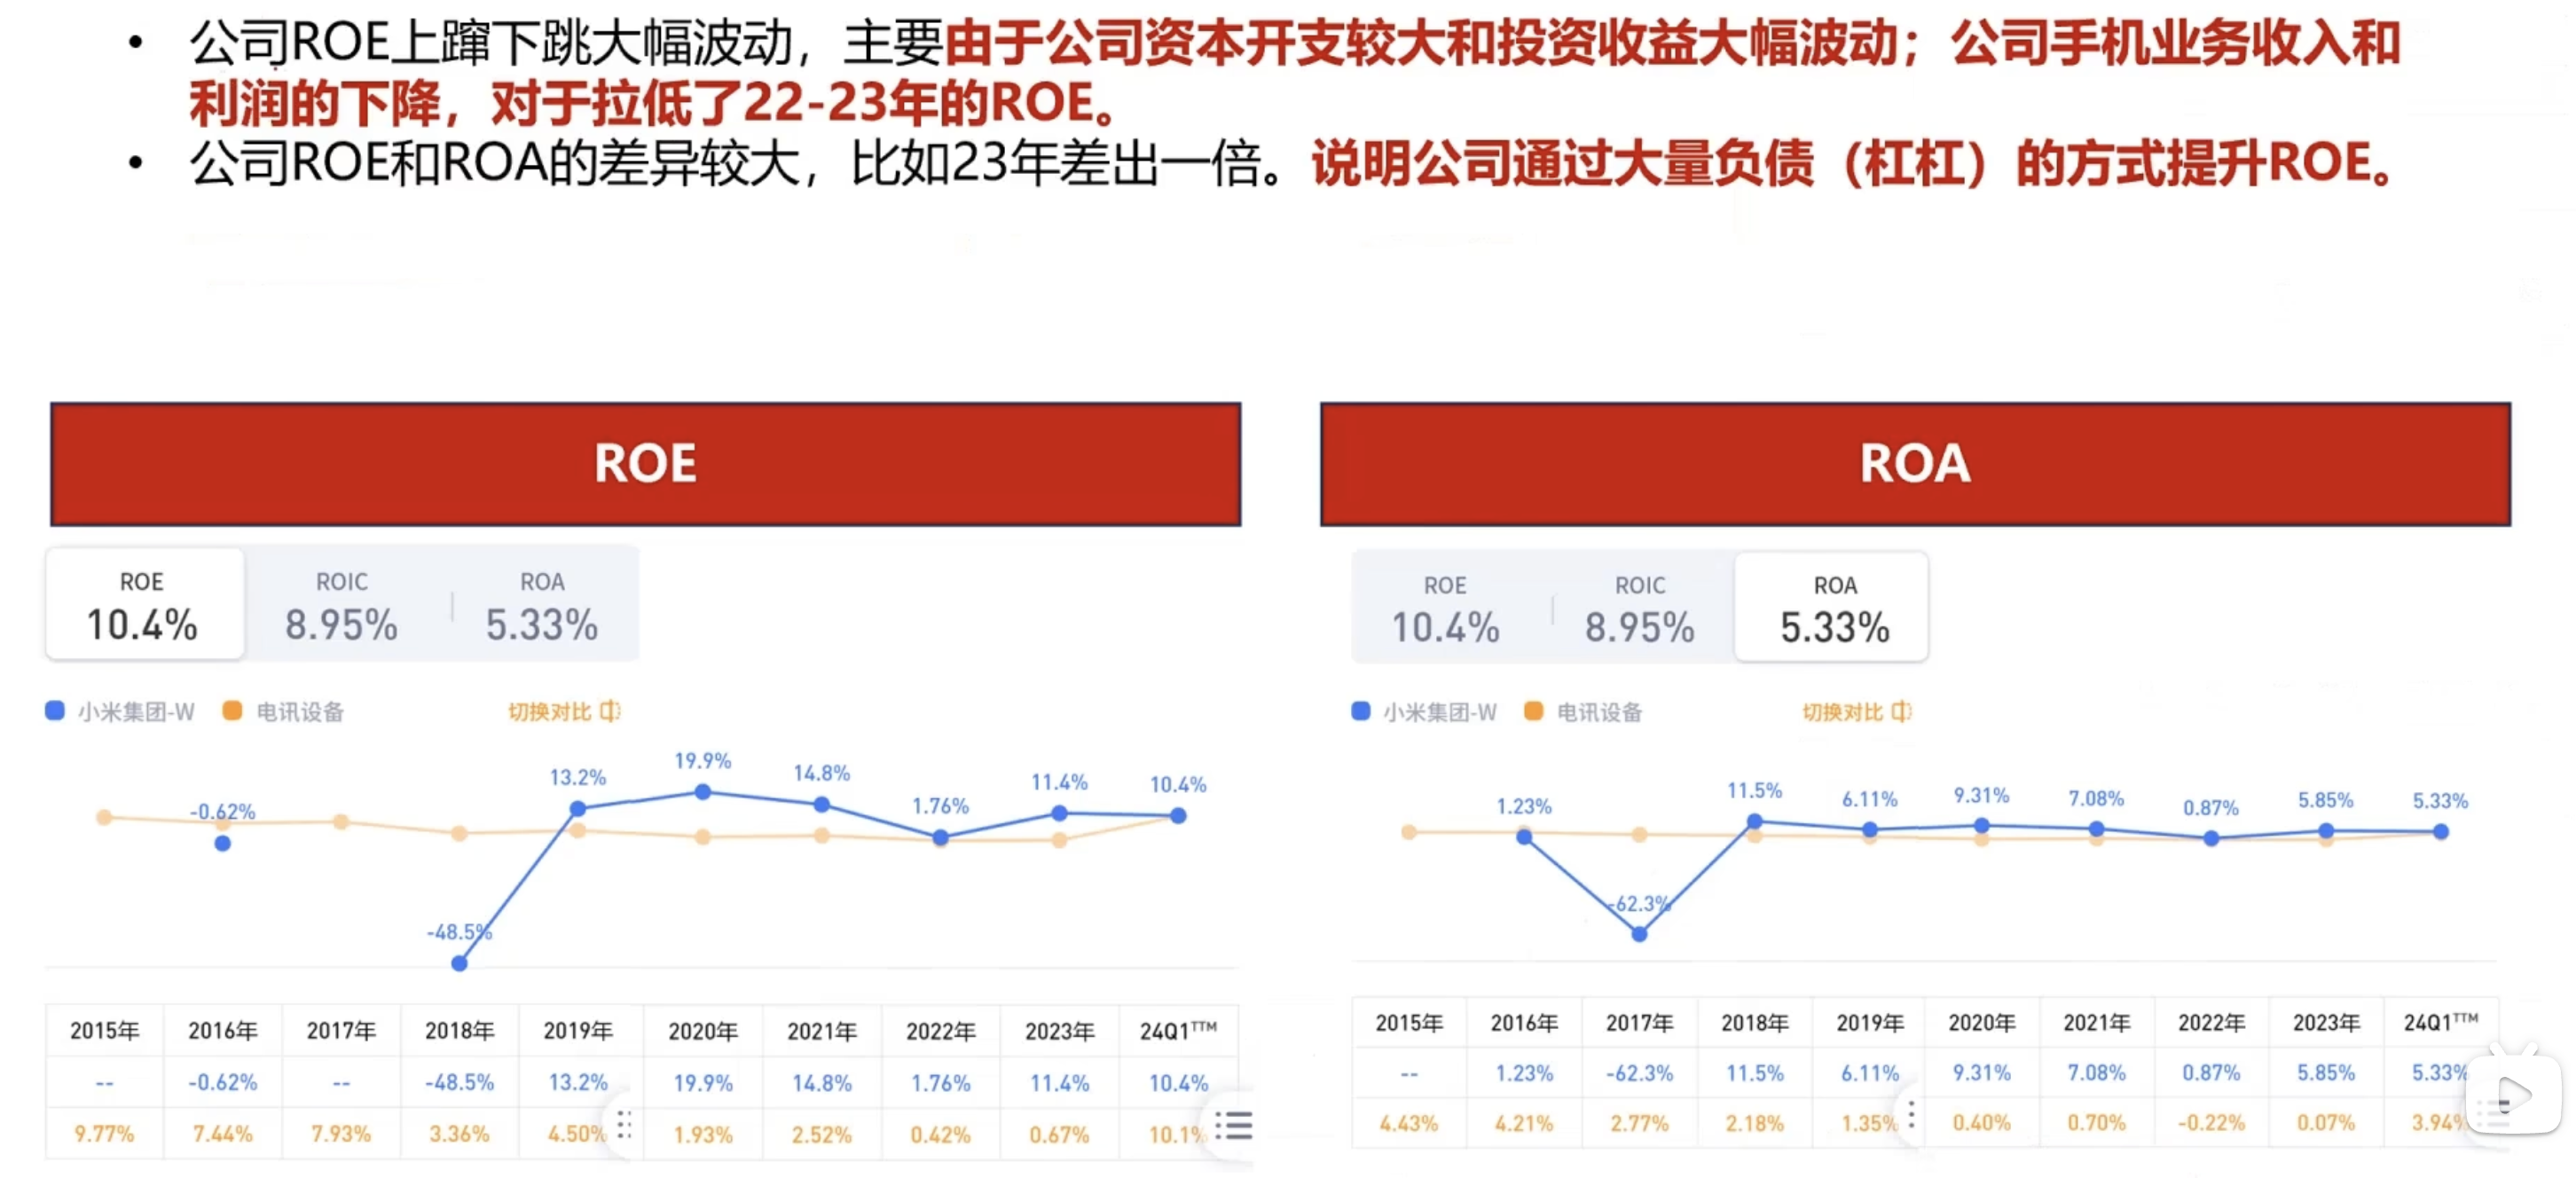 • 公司ROE上蹿下跳大幅波动，主要由于公司资本开支较大和投资收益大幅波动；公司手机业务收入和
利润的下降，对于拉低了22-23年的ROE。
• 公司ROE和ROA的差异较大，比如23年差出一倍。说明公司通过大量负债（杠杠）的方式提升ROE。
ROE
ROE ROIC ROA
10.4% 8.95% 5.33%
小米集团-W 电讯设备 切换对比
-0.62% -48.5% 13.2% 19.9% 14.8% 1.76% 11.4% 10.4%
2015年 2016年 2017年 2018年 2019年 2020年 2021年 2022年 2023年 24Q1TTM
-- -0.62% -- -48.5% 13.2% 19.9% 14.8% 1.76% 11.4% 10.4%
9.77% 7.44% 7.93% 3.36% 4.50% 1.93% 2.52% 0.42% 0.67% 10.1%
ROA
ROE ROIC ROA
10.4% 8.95% 5.33%
小米集团-W 电讯设备 切换对比
1.23% -62.3% 11.5% 6.11% 9.31% 7.08% 0.87% 5.85% 5.33%
2015年 2016年 2017年 2018年 2019年 2020年 2021年 2022年 2023年 24Q1TTM
-- 1.23% -62.3% 11.5% 6.11% 9.31% 7.08% 0.87% 5.85% 5.33%
4.43% 4.21% 2.77% 2.18% 1.35% 0.40% 0.70% -0.22% 0.07% 3.94%